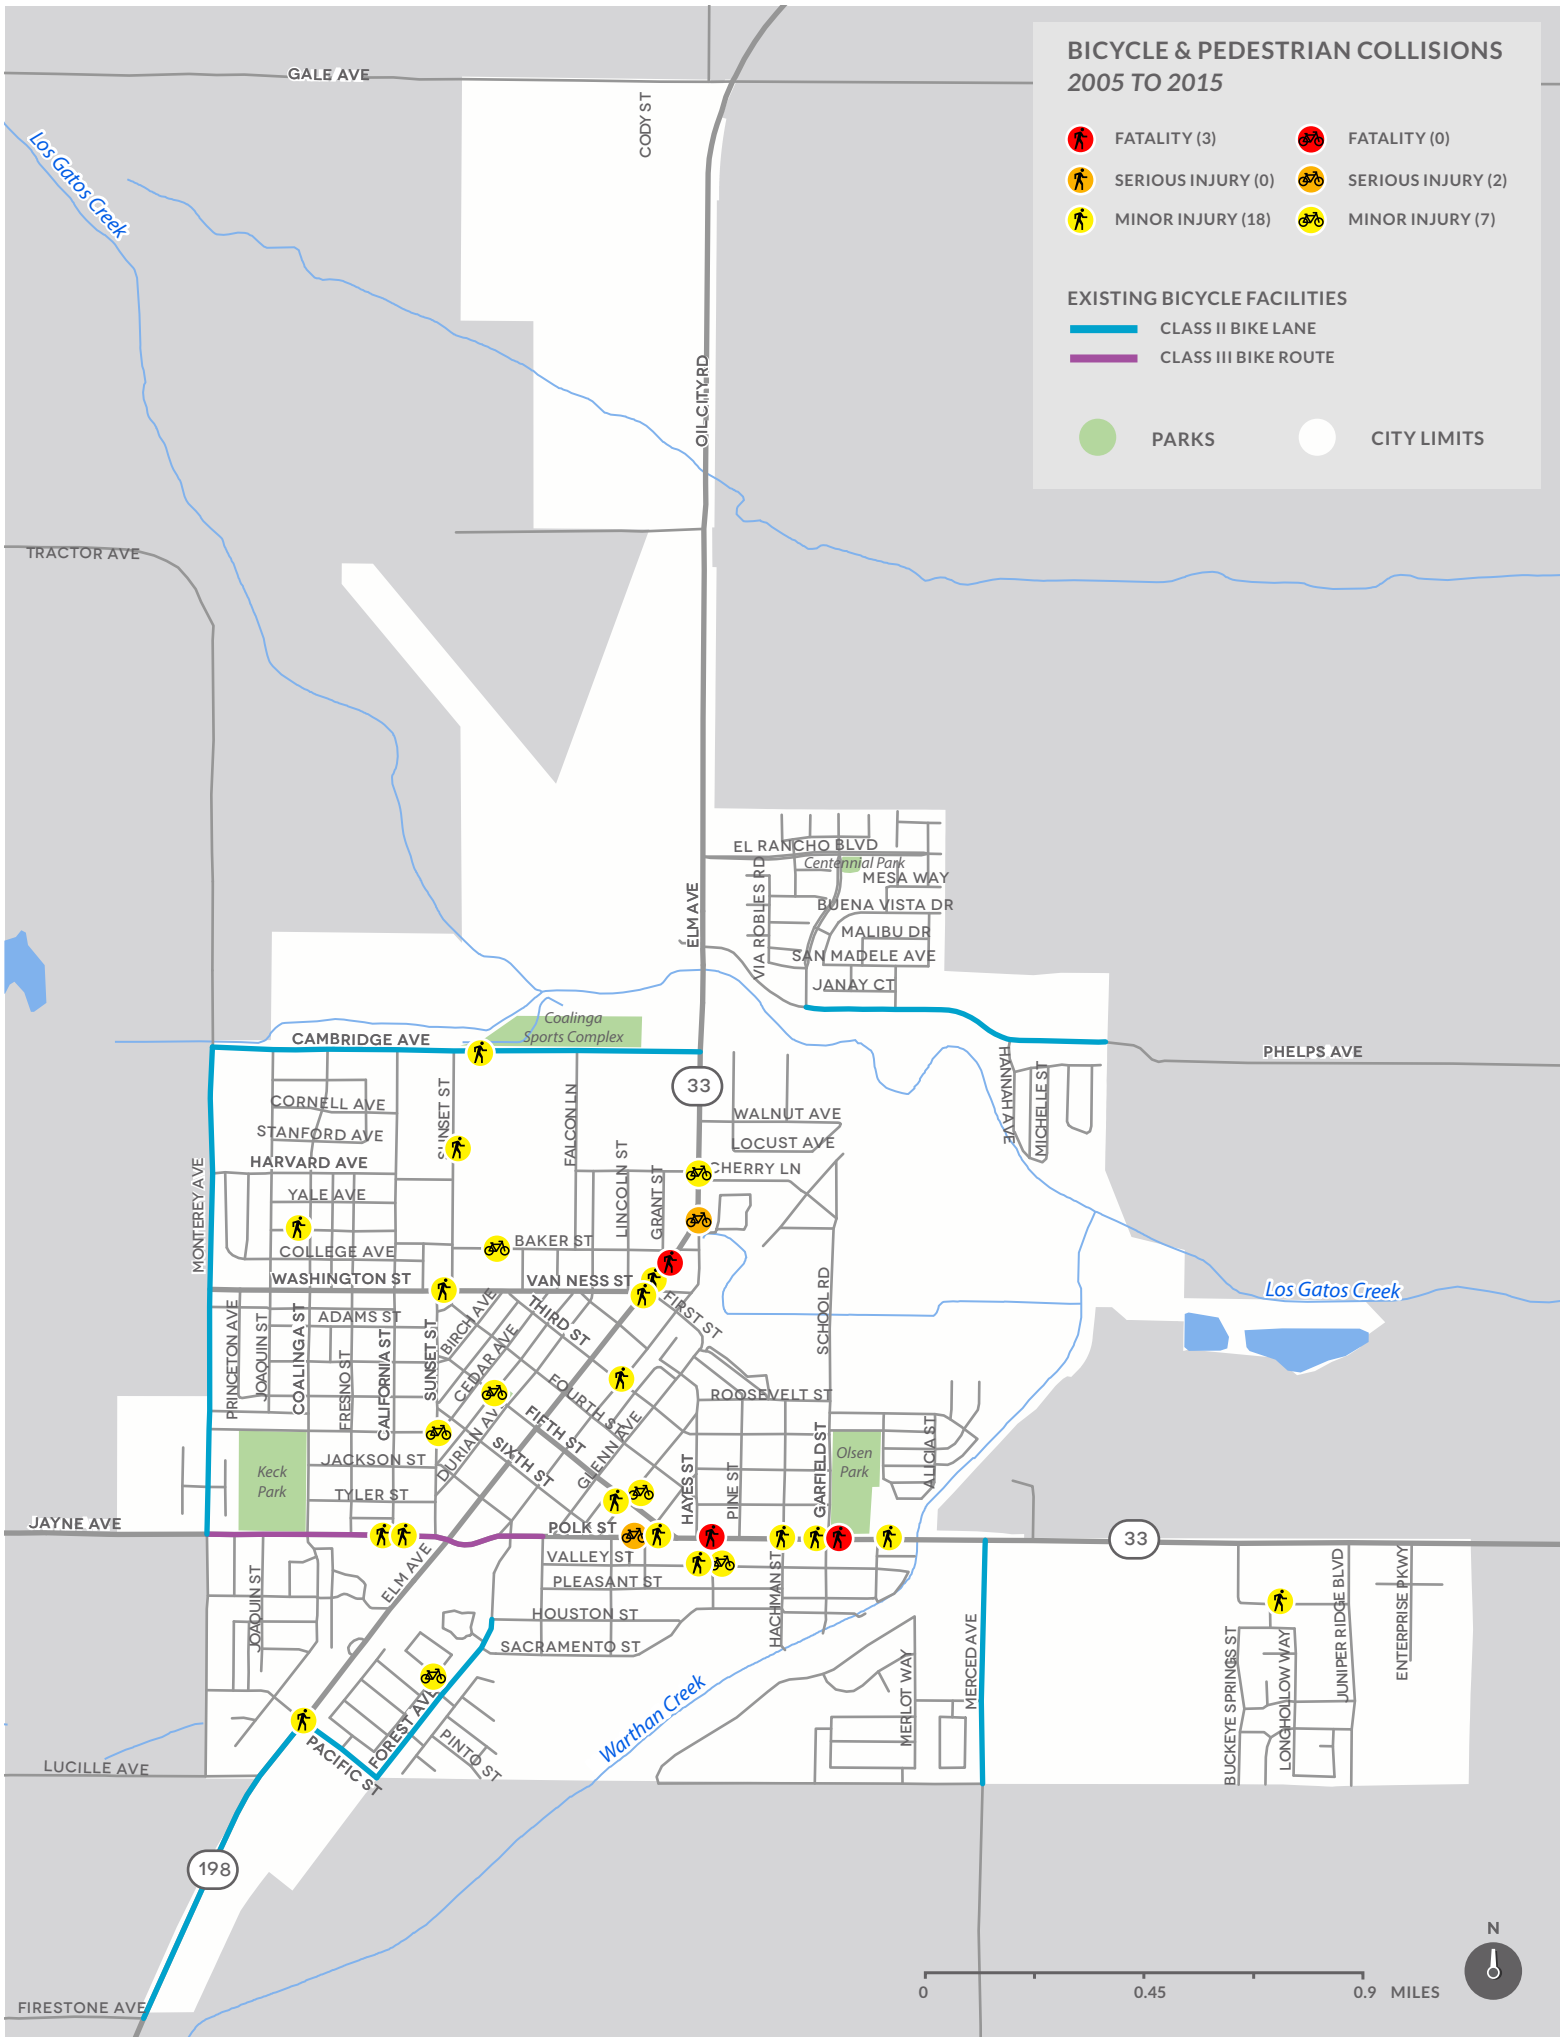 BICYCLE & PEDESTRIAN COLLISIONS
2005 TO 2015
FATALITY (3)
FATALITY (0)
SERIOUS INJURY (0)
SERIOUS INJURY (2)
MINOR INJURY (18)
MINOR INJURY (7)
EXISTING BICYCLE FACILITIES
CLASS II BIKE LANE
CLASS III BIKE ROUTE
PARKS
CITY LIMITS
GALE AVE
CODY ST
Los Gatos Creek
OIL CITY RD
TRACTOR AVE
EL RANCHO BLVD
Centennial Park
MESA WAY
ELM AVE
VIA ROBLES RD
BUENA VISTA DR
MALIBU DR
SAN MADELE AVE
JANAY CT
Coalinga
Sports Complex
CAMBRIDGE AVE
PHELPS AVE
HANNAH AVE
MICHELLE ST
33
CORNELL AVE
SUNSET ST
FALCON LN
WALNUT AVE
STANFORD AVE
LOCUST AVE
HARVARD AVE
LINCOLN ST
GRANT ST
CHERRY LN
MONTEREY AVE
YALE AVE
BAKER ST
COLLEGE AVE
WASHINGTON ST
VAN NESS ST
SCHOOL RD
Los Gatos Creek
PRINCETON AVE
JOAQUIN ST
COALINGA ST
ADAMS ST
FRESNO ST
CALIFORNIA ST
SUNSET ST
BIRCH AVE
CEDAR AVE
DURIAN AVE
THIRD ST
FIRST ST
FOURTH ST
FIFTH ST
SIXTH ST
GLENN AVE
ROOSEVELT ST
HAYES ST
PINE ST
GARFIELD ST
Olsen
Park
ALICIA ST
Keck
Park
JACKSON ST
TYLER ST
JAYNE AVE
POLK ST
33
VALLEY ST
PLEASANT ST
HOUSTON ST
SACRAMENTO ST
HACHMAN ST
JOAQUIN ST
ELM AVE
FOREST AVE
PACIFIC ST
PINTO ST
Warthan Creek
MERLOT WAY
MERCED AVE
BUCKEYE SPRINGS ST
LONGHOLLOW WAY
JUNIPER RIDGE BLVD
ENTERPRISE PKWY
LUCILLE AVE
198
FIRESTONE AVE
N
0
0.45
0.9
MILES